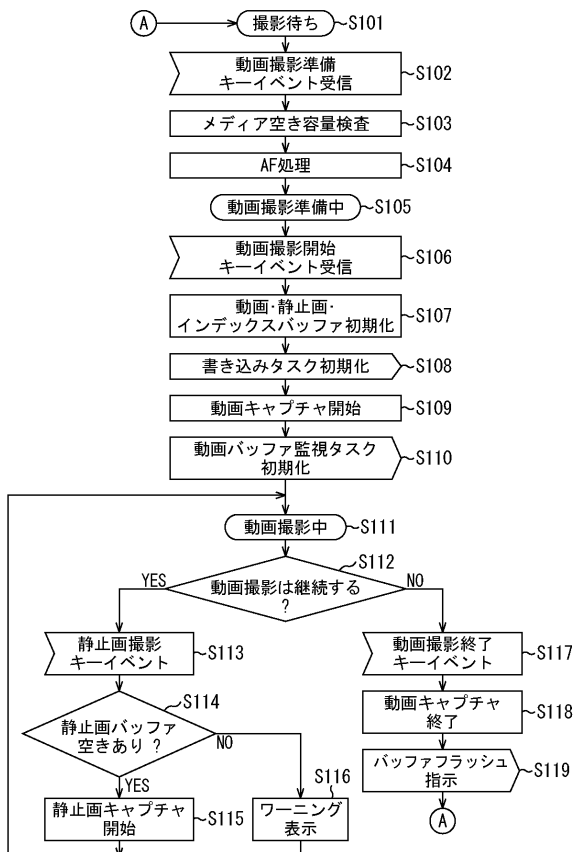 A
撮影待ち
S101
動画撮影準備
キーイベント受信
S102
メディア空き容量検査
S103
AF処理
S104
動画撮影準備中
S105
動画撮影開始
キーイベント受信
S106
動画・静止画・
インデックスバッファ初期化
S107
書き込みタスク初期化
S108
動画キャプチャ開始
S109
動画バッファ監視タスク
初期化
S110
動画撮影中
S111
S112
動画撮影は継続する
?
YES
NO
静止画撮影
キーイベント
S113
動画撮影終了
キーイベント
S117
S114
静止画バッファ
空きあり ?
NO
YES
動画キャプチャ
終了
S118
S116
バッファフラッシュ
指示
S119
静止画キャプチャ
開始
S115
ワーニング
表示
A